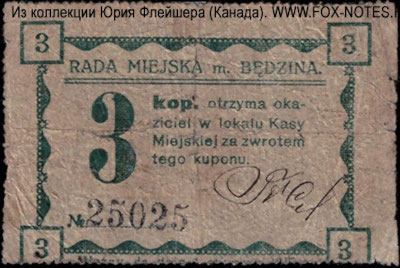 Из коллекции Юрия Флейшера (Канада). WWW.FOX-NOTES.
3 3
RADA MIEJSKA m. BĘDZINA.
3
kop. otrzyma oka-
ziciel w lokalu Kasy
Miejskiej za zwrotem
tego kuponu.
№ 25025
3 3